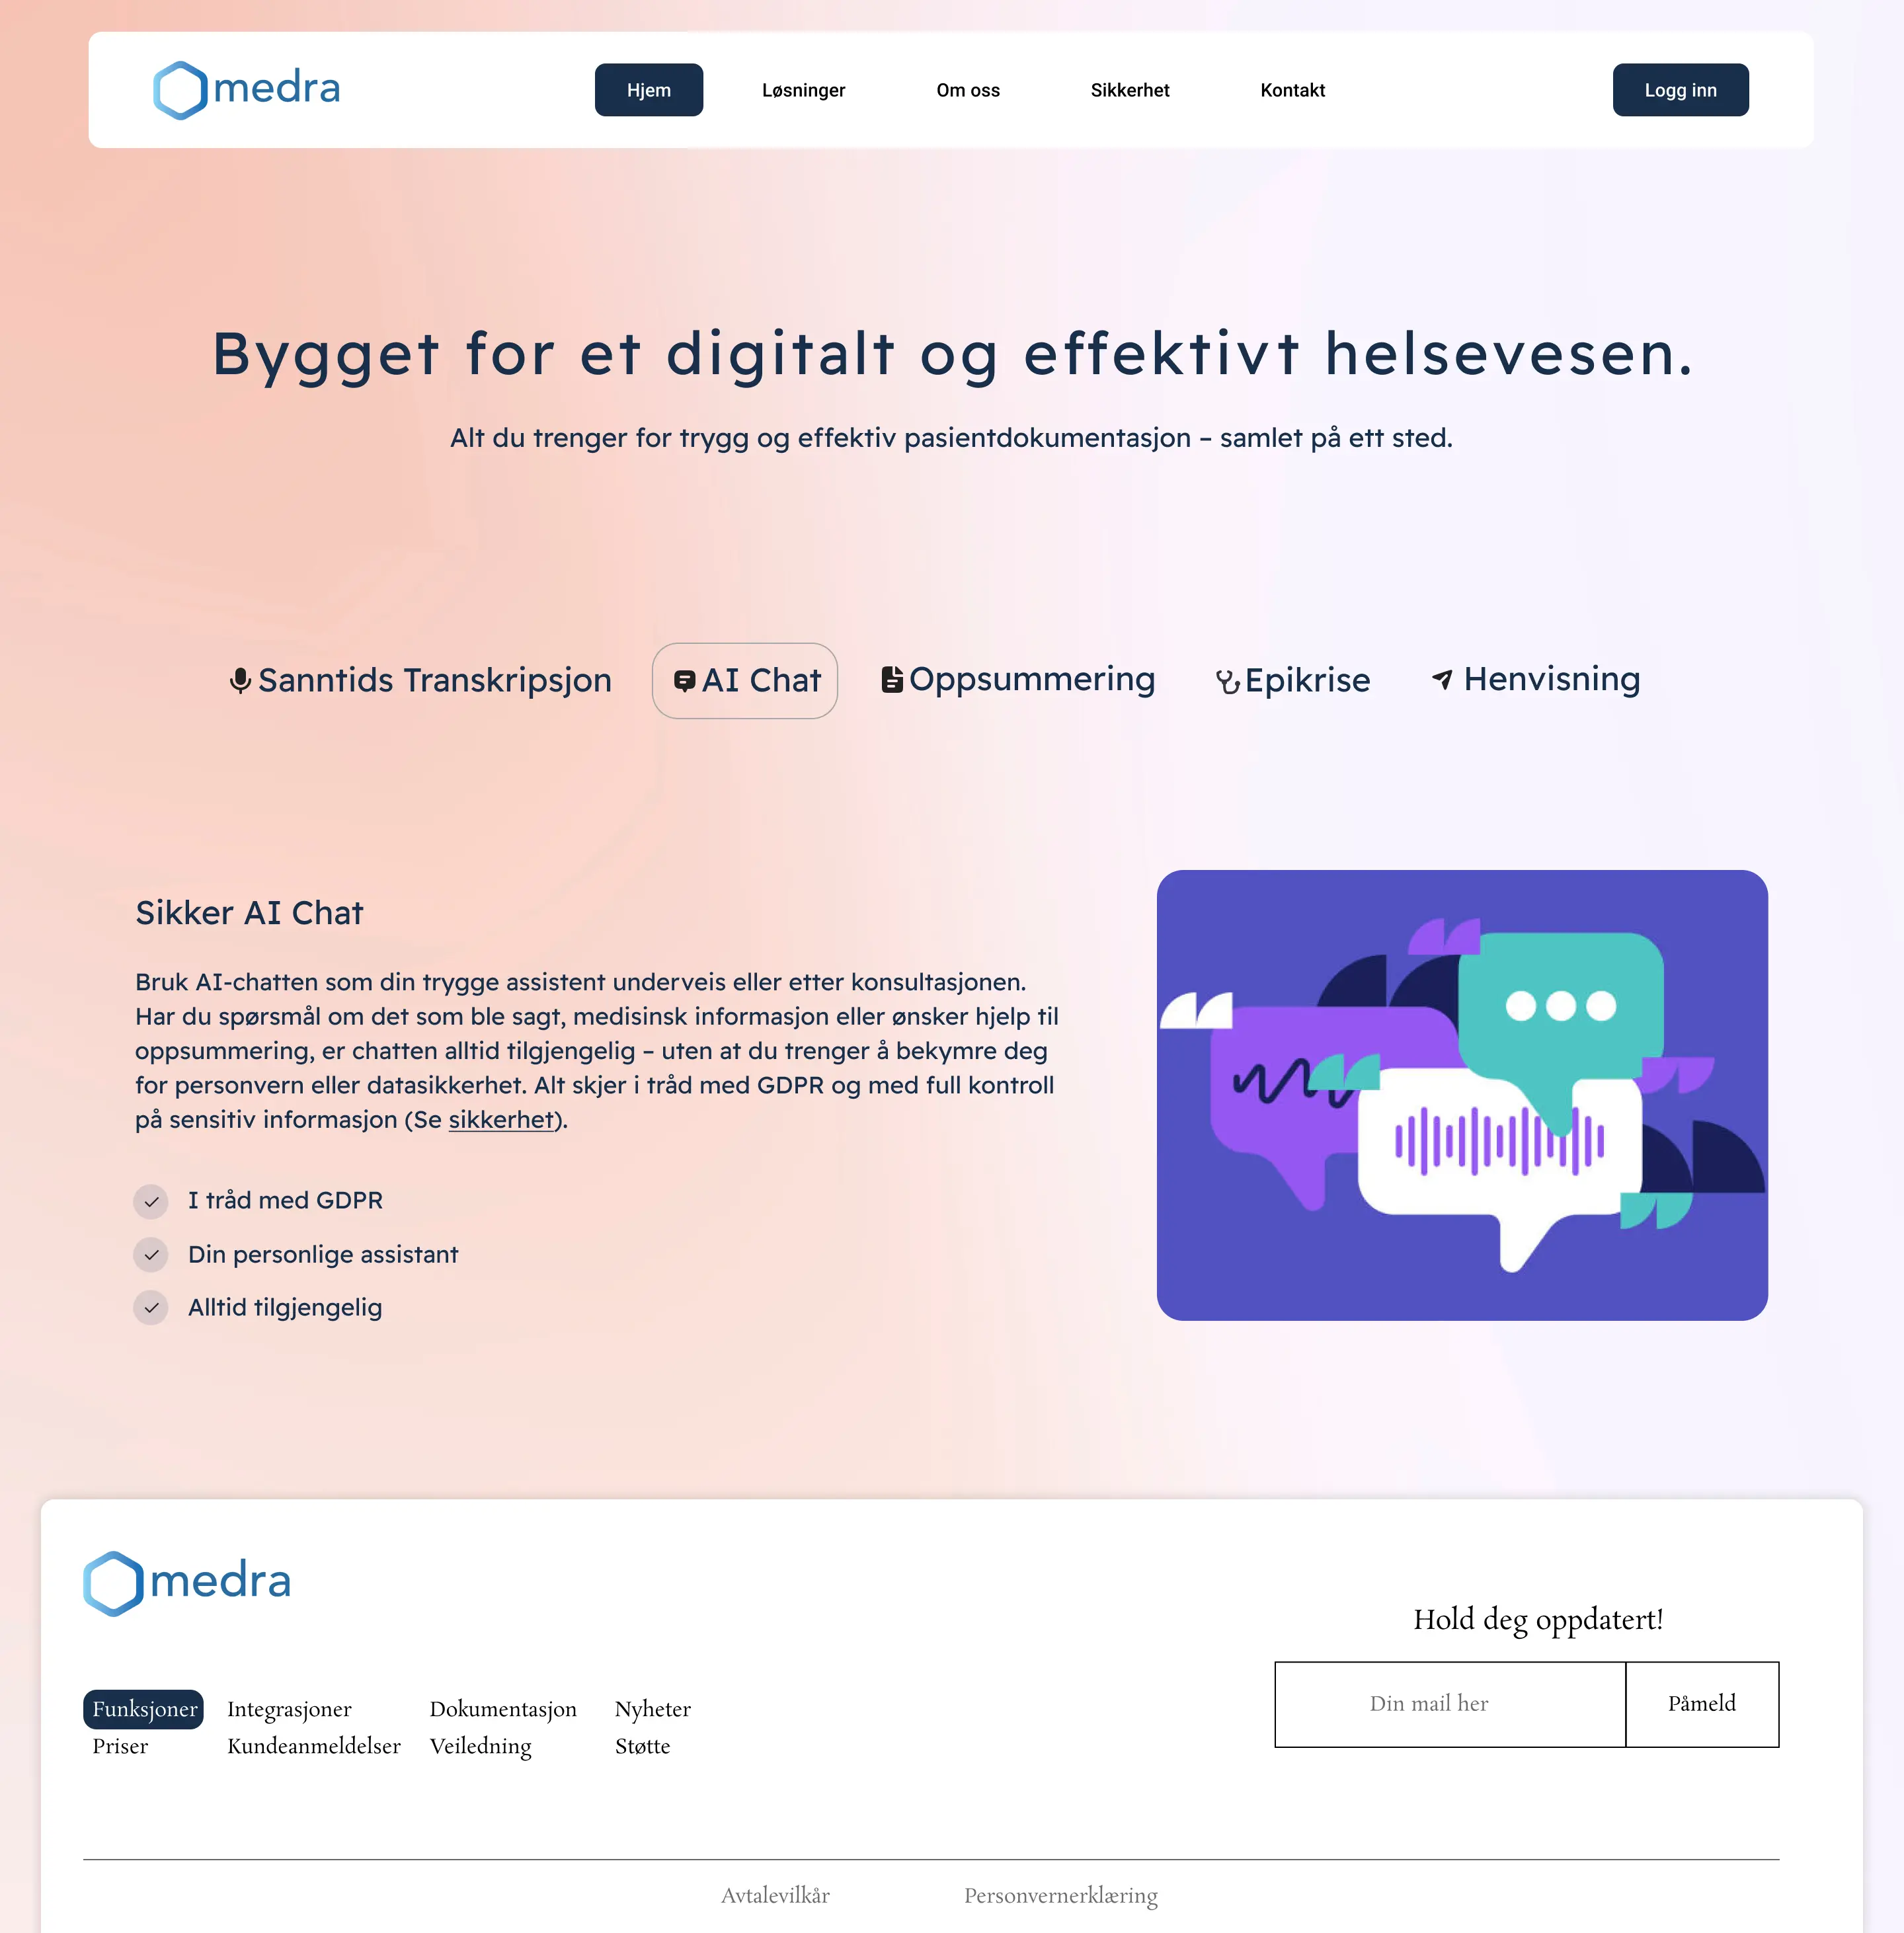 medra
Hjem
Løsninger
Om oss
Sikkerhet
Kontakt
Logg inn
Bygget for et digitalt og effektivt helsevesen.
Alt du trenger for trygg og effektiv pasientdokumentasjon – samlet på ett sted.
Sanntids Transkripsjon
AI Chat
Oppsummering
Epikrise
Henvisning
Sikker AI Chat
Bruk AI-chatten som din trygge assistent underveis eller etter konsultasjonen.
Har du spørsmål om det som ble sagt, medisinsk informasjon eller ønsker hjelp til
oppsummering, er chatten alltid tilgjengelig – uten at du trenger å bekymre deg
for personvern eller datasikkerhet. Alt skjer i tråd med GDPR og med full kontroll
på sensitiv informasjon (Se sikkerhet).
I tråd med GDPR
Din personlige assistant
Alltid tilgjengelig
medra
Hold deg oppdatert!
Din mail her
Påmeld
Funksjoner
Integrasjoner
Dokumentasjon
Nyheter
Priser
Kundeanmeldelser
Veiledning
Støtte
Avtalevilkår
Personvernerklæring